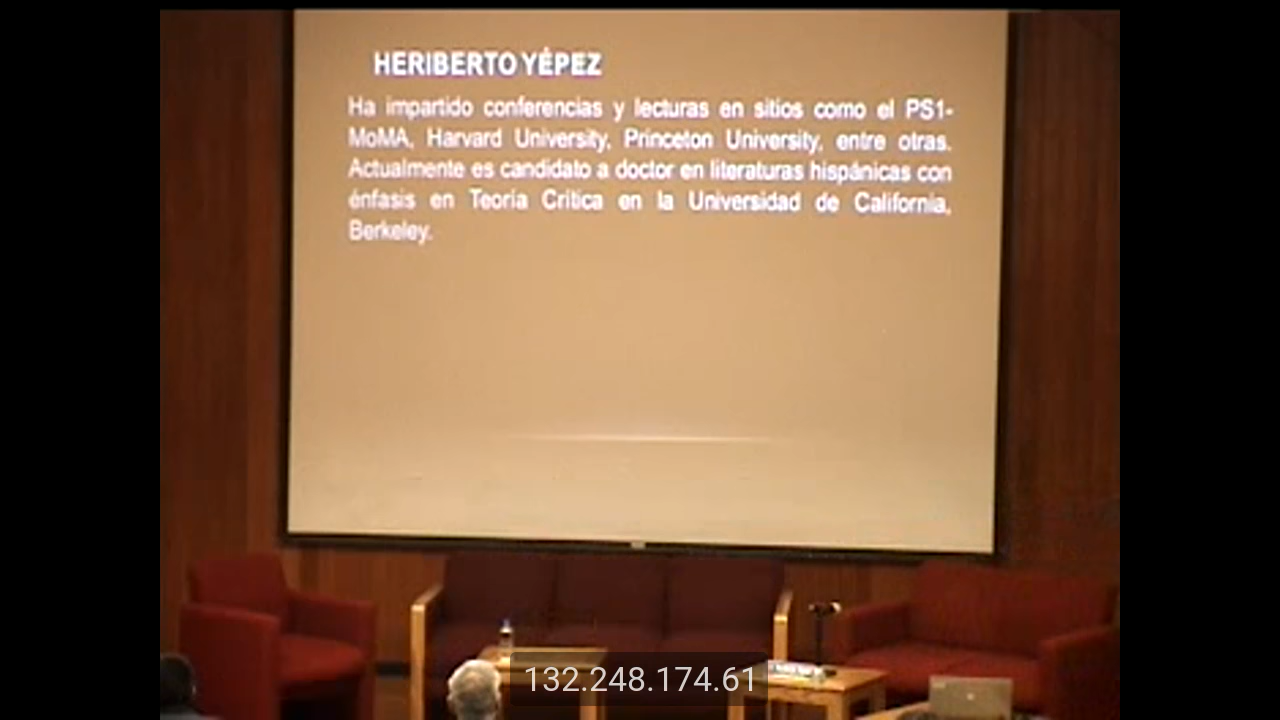 HERIBERTO YÉPEZ
Ha impartido conferencias y lecturas en sitios como el PS1-
MoMA, Harvard University, Princeton University, entre otras.
Actualmente es candidato a doctor en literaturas hispánicas con
énfasis en Teoría Crítica en la Universidad de California,
Berkeley.
132.248.174.61